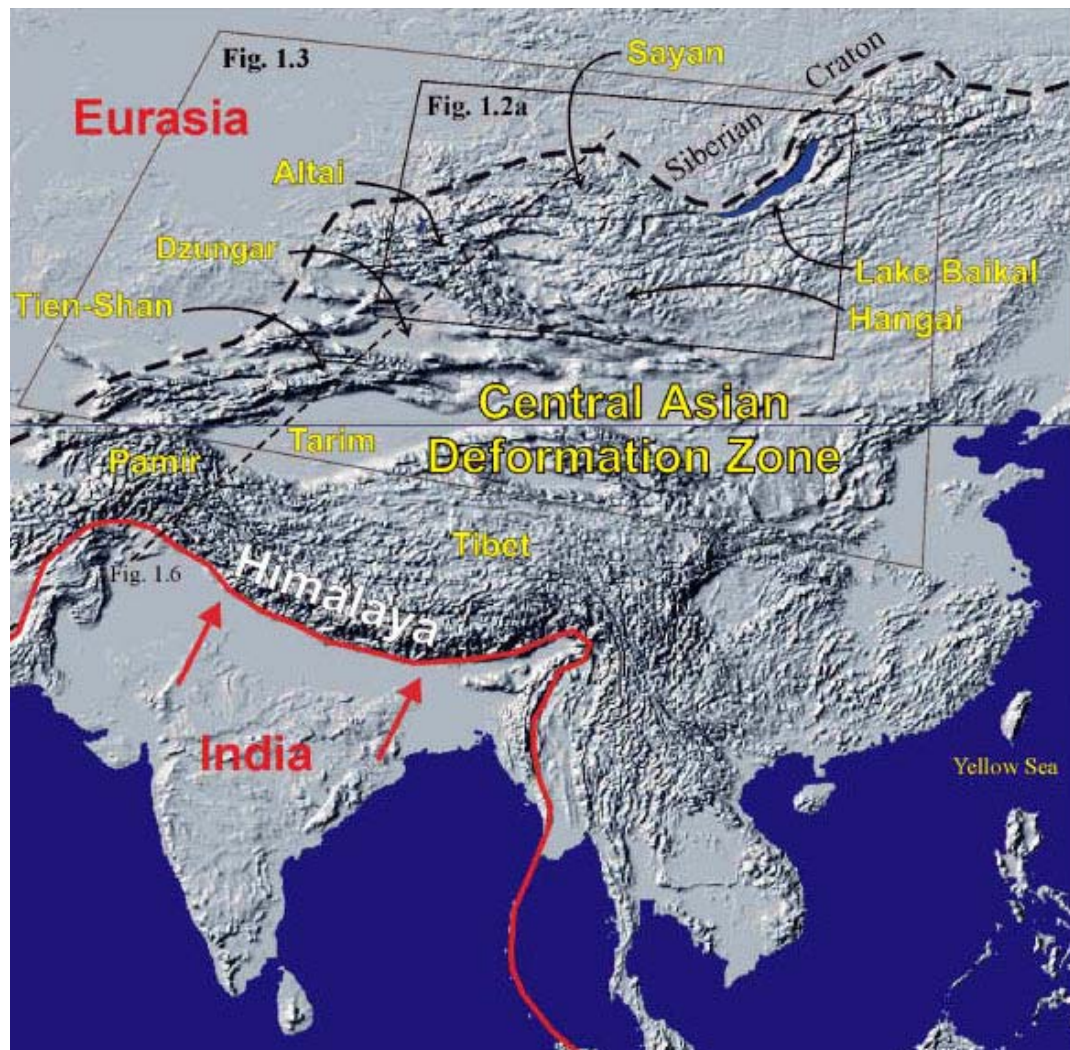 Fig. 1.3
Sayan
Craton
Eurasia
Fig. 1.2a
Siberian
Altai
Dzungar
Lake Baikal
Tien-Shan
Hangai
Central Asian
Deformation Zone
Tarim
Pamir
Tibet
Himalaya
Fig. 1.6
India
Yellow Sea